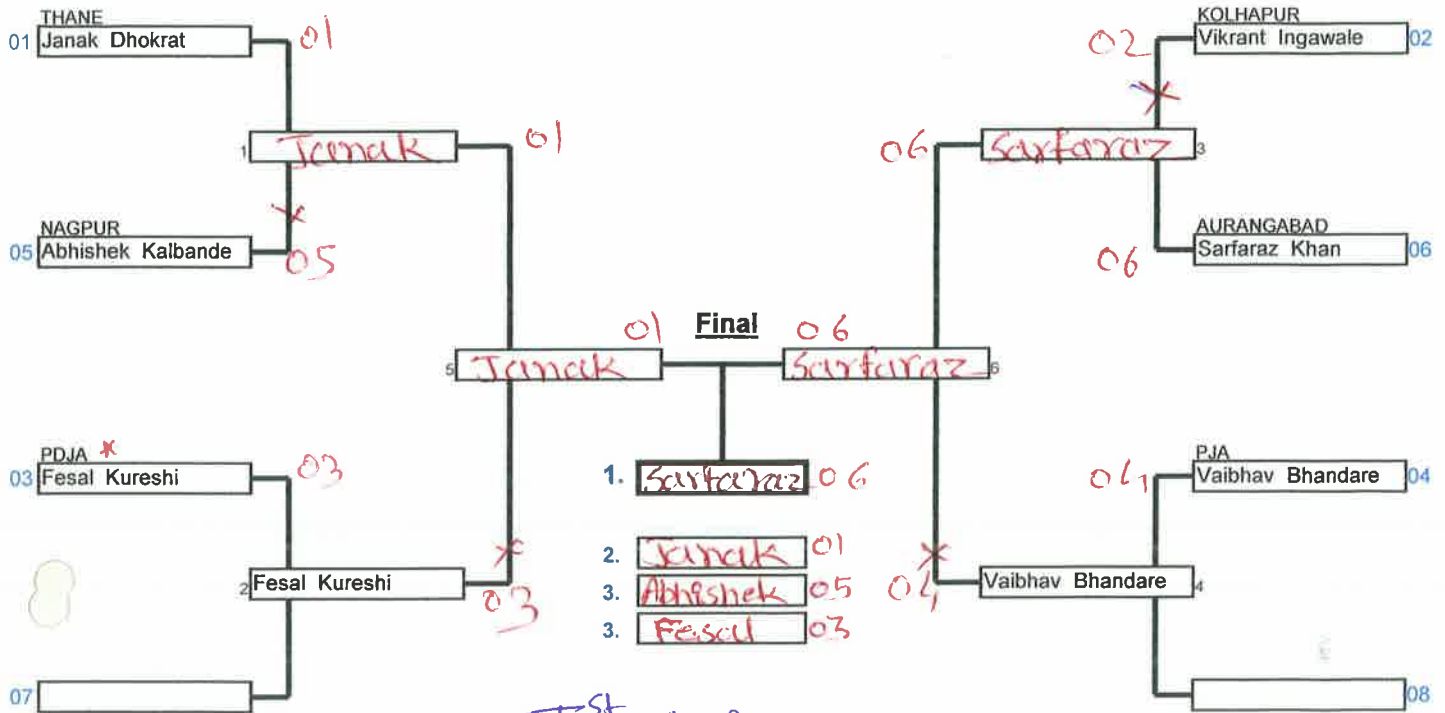 THANE
01 Janak Dhokrat 01
KOLHAPUR
02 Vikrant Ingawale 02
1 Janak 01
06 Sarfaraz 3
NAGPUR
05 Abhishek Kalbande 05
AURANGABAD
06 Sarfaraz Khan 06
01 Final 06
5 Janak
Sarfaraz 6
PDJA *
03 Fesal Kureshi 03
1. Sarfaraz 06
PJA
04 Vaibhav Bhandare 04
2. Janak 01
2 Fesal Kureshi 03
3. Abhishek 05
04 Vaibhav Bhandare 4
3. Fesal 03
07
08